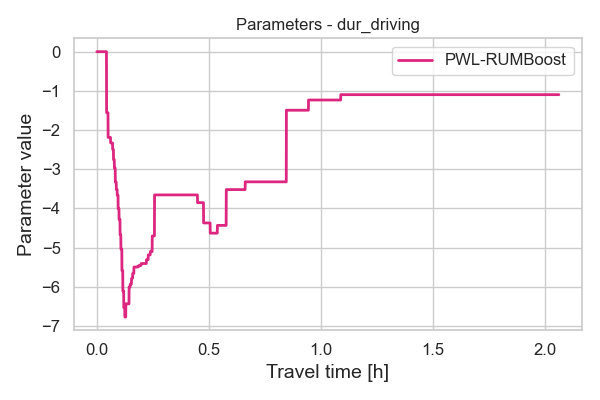 Parameters - dur_driving
PWL-RUMBoost
Parameter value
0
−1
−2
−3
−4
−5
−6
−7
0.0 0.5 1.0 1.5 2.0
Travel time [h]